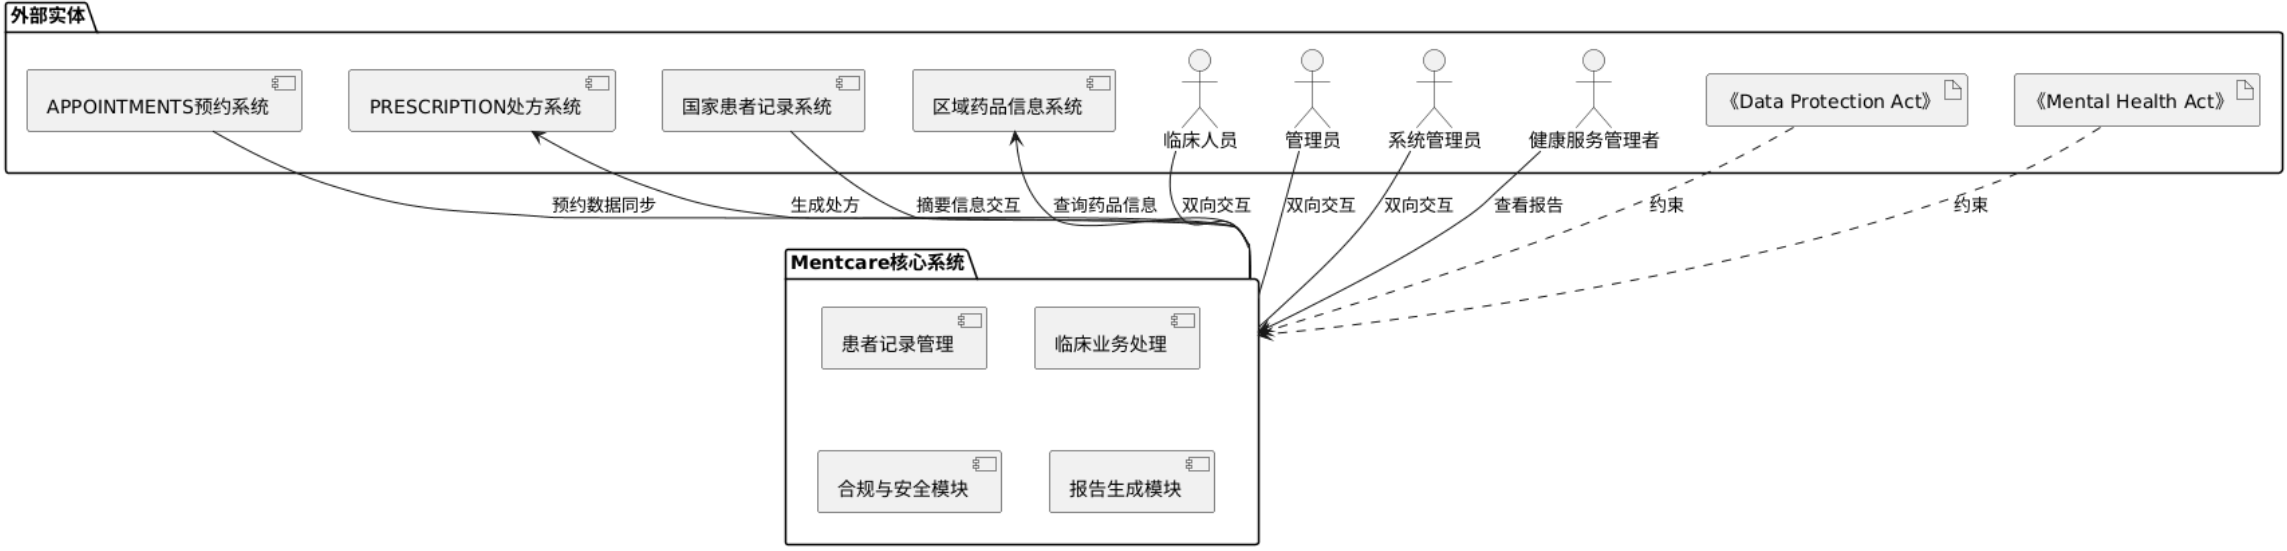 外部实体
APPOINTMENTS预约系统
PRESCRIPTION处方系统
国家患者记录系统
区域药品信息系统
临床人员
管理员
系统管理员
健康服务管理者
《Data Protection Act》
《Mental Health Act》
预约数据同步
生成处方
摘要信息交互
查询药品信息
双向交互
双向交互
双向交互
查看报告
约束
约束
Mentcare核心系统
患者记录管理
临床业务处理
合规与安全模块
报告生成模块